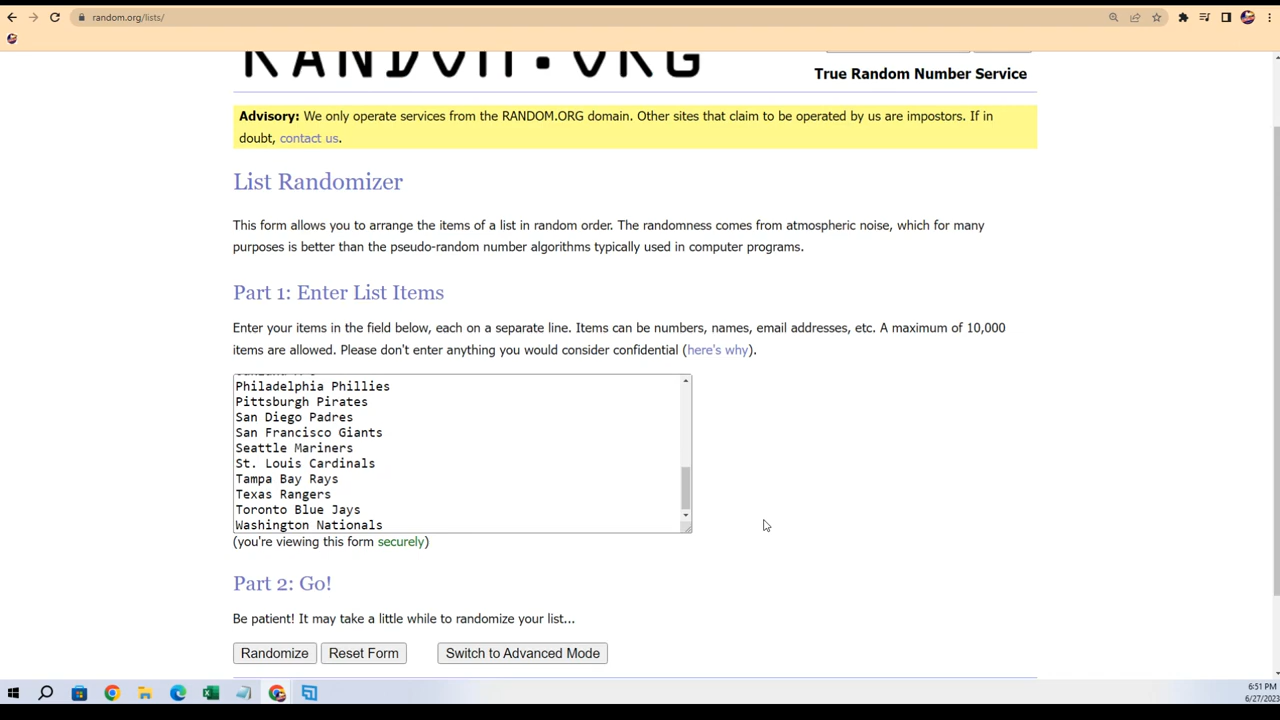 random.org/lists/
RANDOM.ORG
True Random Number Service
Advisory: We only operate services from the RANDOM.ORG domain. Other sites that claim to be operated by us are impostors. If in
doubt, contact us.
List Randomizer
This form allows you to arrange the items of a list in random order. The randomness comes from atmospheric noise, which for many
purposes is better than the pseudo-random number algorithms typically used in computer programs.
Part 1: Enter List Items
Enter your items in the field below, each on a separate line. Items can be numbers, names, email addresses, etc. A maximum of 10,000
items are allowed. Please don't enter anything you would consider confidential (here's why).
Philadelphia Phillies
Pittsburgh Pirates
San Diego Padres
San Francisco Giants
Seattle Mariners
St. Louis Cardinals
Tampa Bay Rays
Texas Rangers
Toronto Blue Jays
Washington Nationals
(you're viewing this form securely)
Part 2: Go!
Be patient! It may take a little while to randomize your list...
Randomize Reset Form Switch to Advanced Mode
6:51 PM
6/27/2023